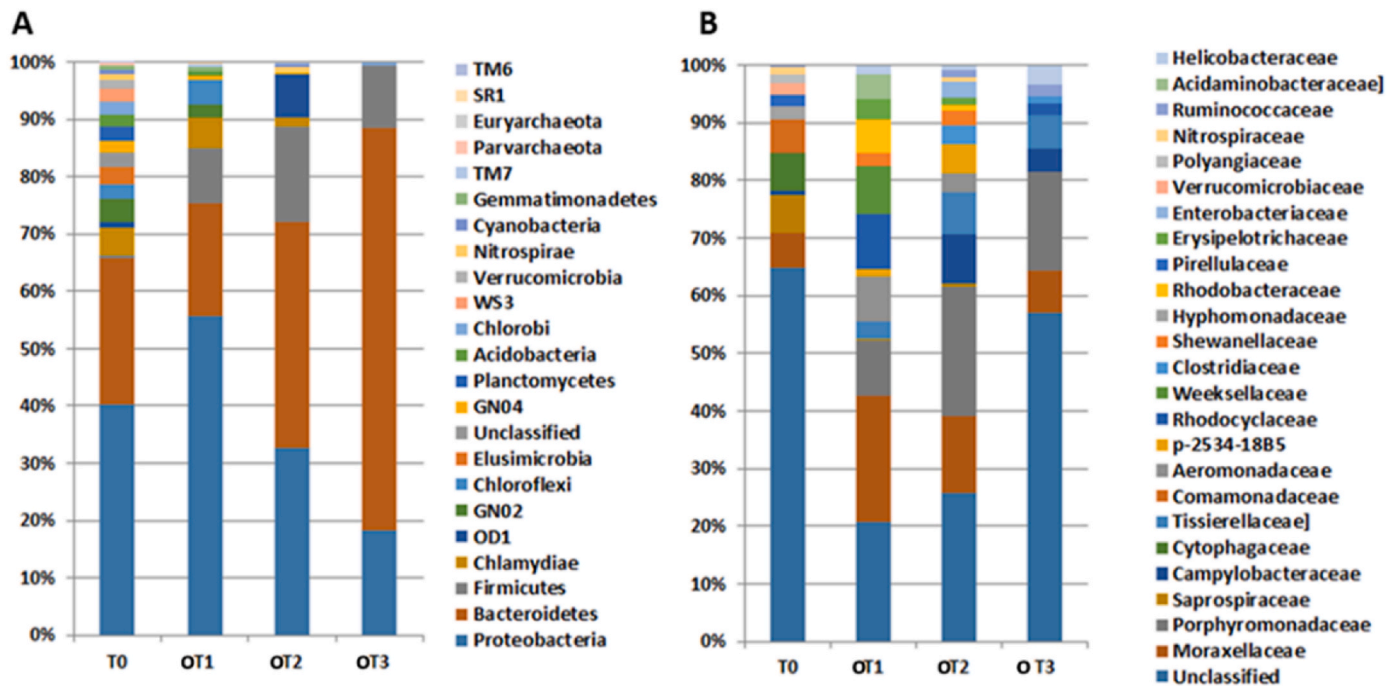 A
100%
90%
80%
70%
60%
50%
40%
30%
20%
10%
0%
T0
OT1
OT2
OT3
TM6
SR1
Euryarchaeota
Parvarchaeota
TM7
Gemmatimonadetes
Cyanobacteria
Nitrospirae
Verrucomicrobia
WS3
Chlorobi
Acidobacteria
Planctomycetes
GN04
Unclassified
Elusimicrobia
Chloroflexi
GN02
OD1
Chlamydiae
Firmicutes
Bacteroidetes
Proteobacteria
B
100%
90%
80%
70%
60%
50%
40%
30%
20%
10%
0%
T0
OT1
OT2
O T3
Helicobacteraceae
Acidaminobacteraceae]
Ruminococcaceae
Nitrospiraceae
Polyangiaceae
Verrucomicrobiaceae
Enterobacteriaceae
Erysipelotrichaceae
Pirellulaceae
Rhodobacteraceae
Hyphomonadaceae
Shewanellaceae
Clostridiaceae
Weeksellaceae
Rhodocyclaceae
p-2534-18B5
Aeromonadaceae
Comamonadaceae
Tissierellaceae]
Cytophagaceae
Campylobacteraceae
Saprospiraceae
Porphyromonadaceae
Moraxellaceae
Unclassified